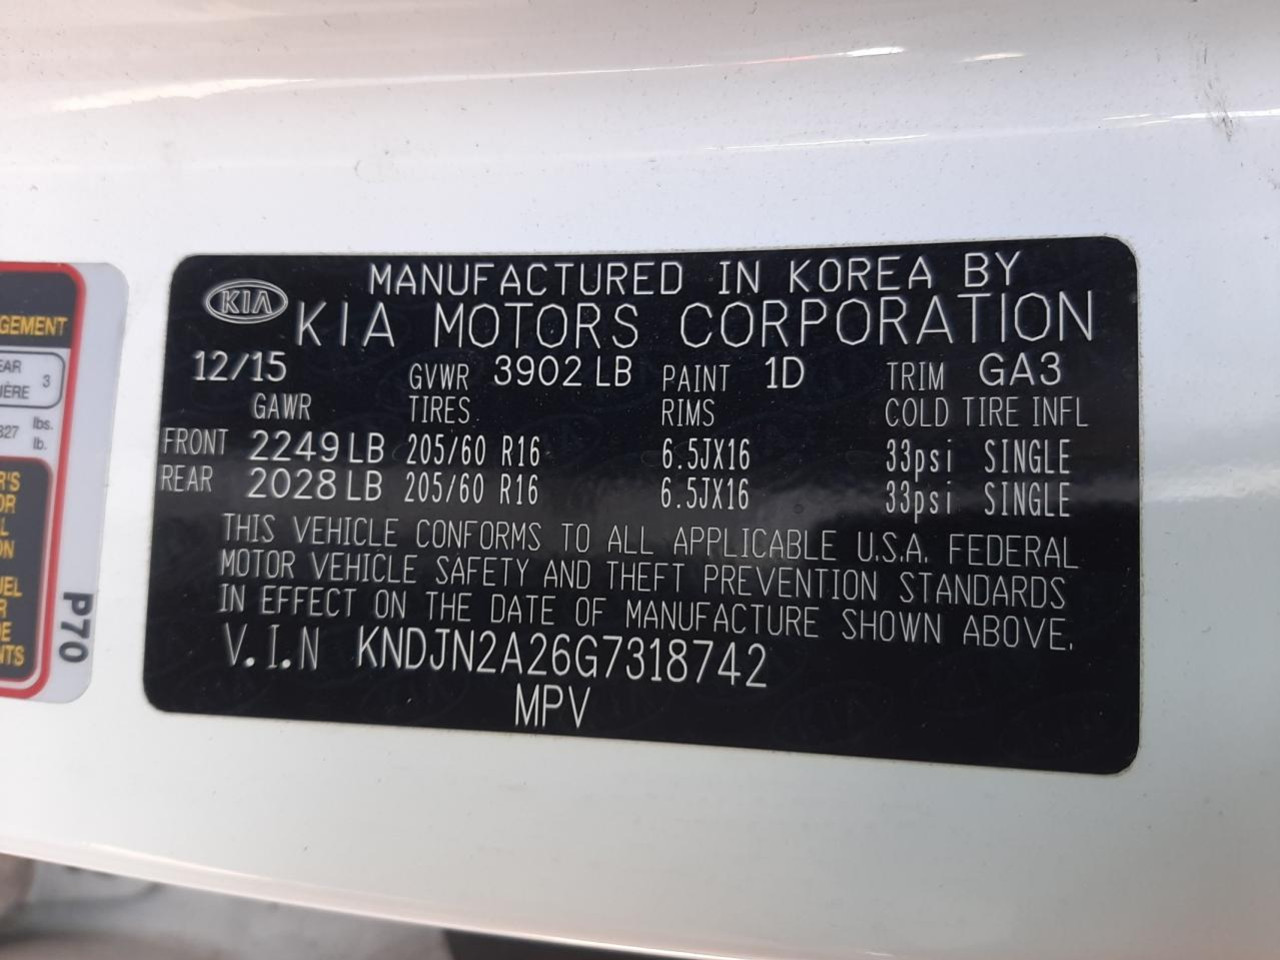 KIA
MANUFACTURED IN KOREA BY
KIA MOTORS CORPORATION
12/15 GVWR 3902 LB PAINT 1D TRIM GA3
GAWR TIRES RIMS COLD TIRE INFL
FRONT 2249 LB 205/60 R16 6.5JX16 33psi SINGLE
REAR 2028 LB 205/60 R16 6.5JX16 33psi SINGLE
THIS VEHICLE CONFORMS TO ALL APPLICABLE U.S.A. FEDERAL
MOTOR VEHICLE SAFETY AND THEFT PREVENTION STANDARDS
IN EFFECT ON THE DATE OF MANUFACTURE SHOWN ABOVE.
V.I.N KNDJN2A26G7318742
MPV
3
lbs.
lb.
P70